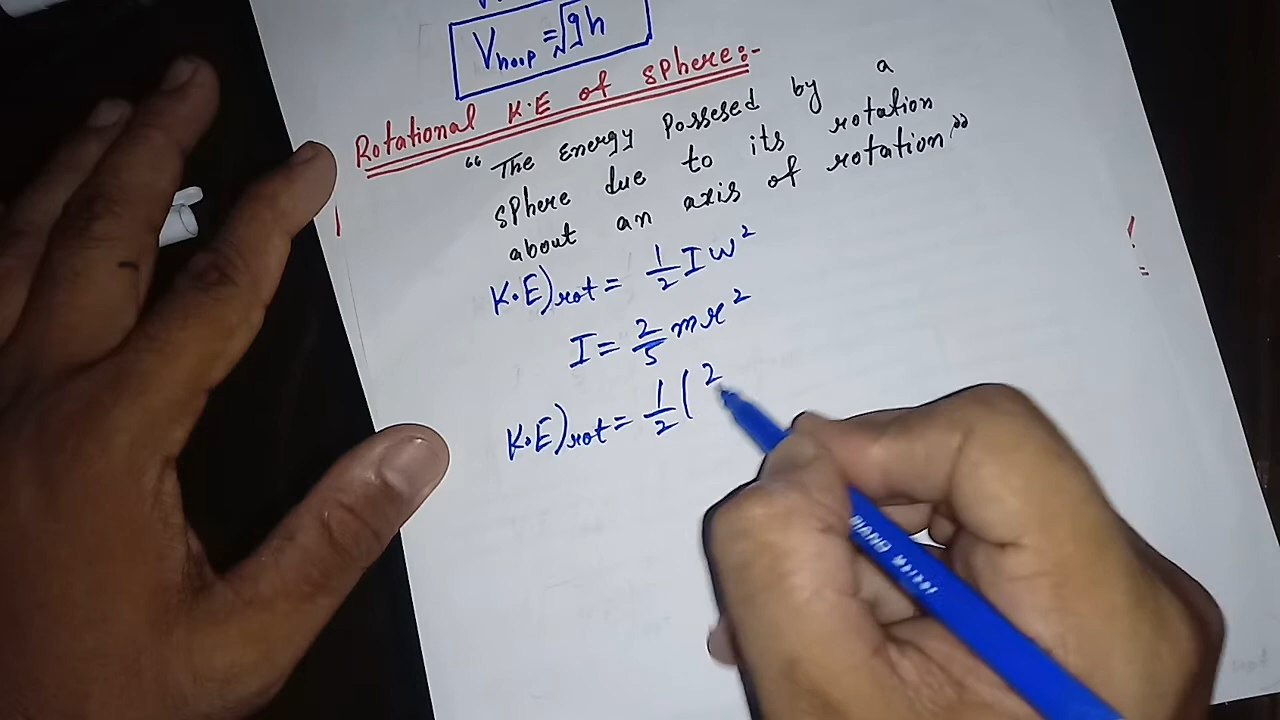 Vhoop = √gh
Rotational K.E of sphere:-
“ The Energy Possesed by a
sphere due to its rotation
about an axis of rotation”
K.E)rot = 1/2 I w²
I = 2/5 mr²
K.E)rot = 1/2 ( 2
PIANO